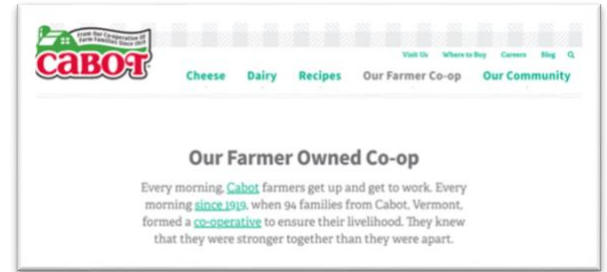 From Our Co-operative Of
Farm Families Since 1919
CABOT
Visit Us Where to Buy Careers Blog
Cheese Dairy Recipes Our Farmer Co-op Our Community
Our Farmer Owned Co-op
Every morning, Cabot farmers get up and get to work. Every
morning since 1919, when 94 families from Cabot, Vermont,
formed a co-operative to ensure their livelihood. They knew
that they were stronger together than they were apart.